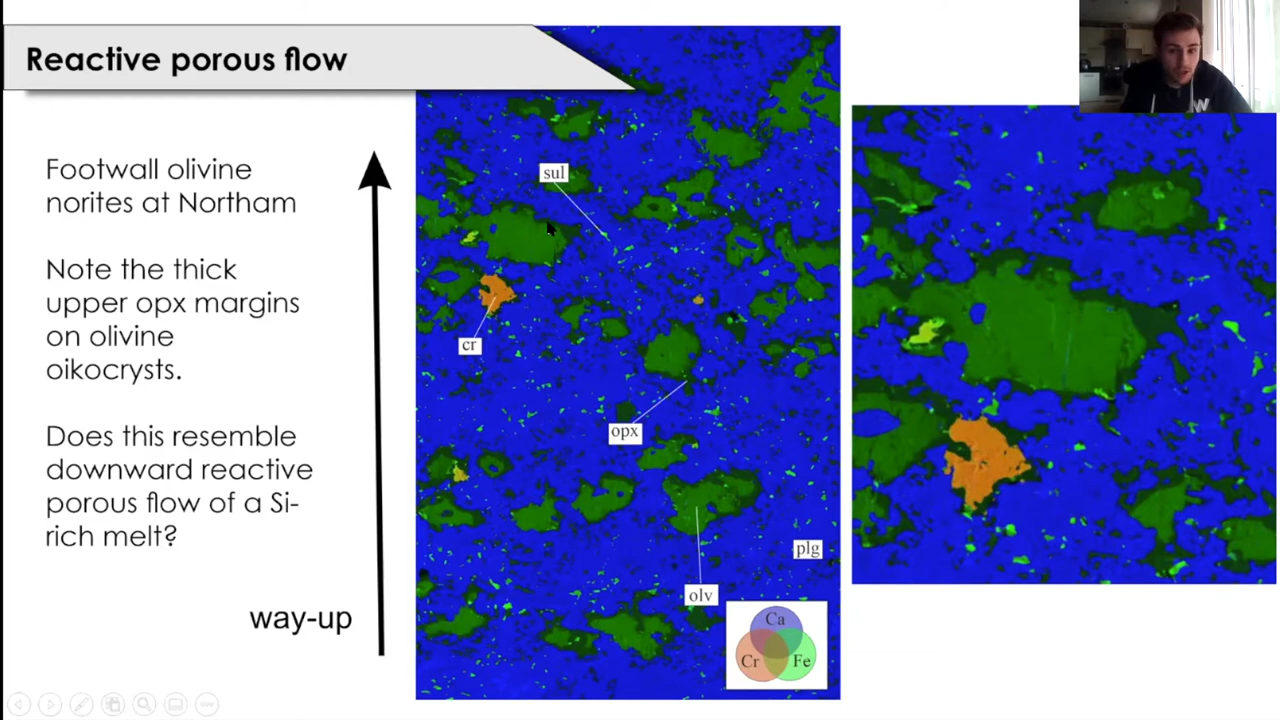 Reactive porous flow
Footwall olivine
norites at Northam
Note the thick
upper opx margins
on olivine
oikocrysts.
Does this resemble
downward reactive
porous flow of a Si-
rich melt?
way-up
sul
cr
opx
plg
olv
Ca
Cr
Fe
W